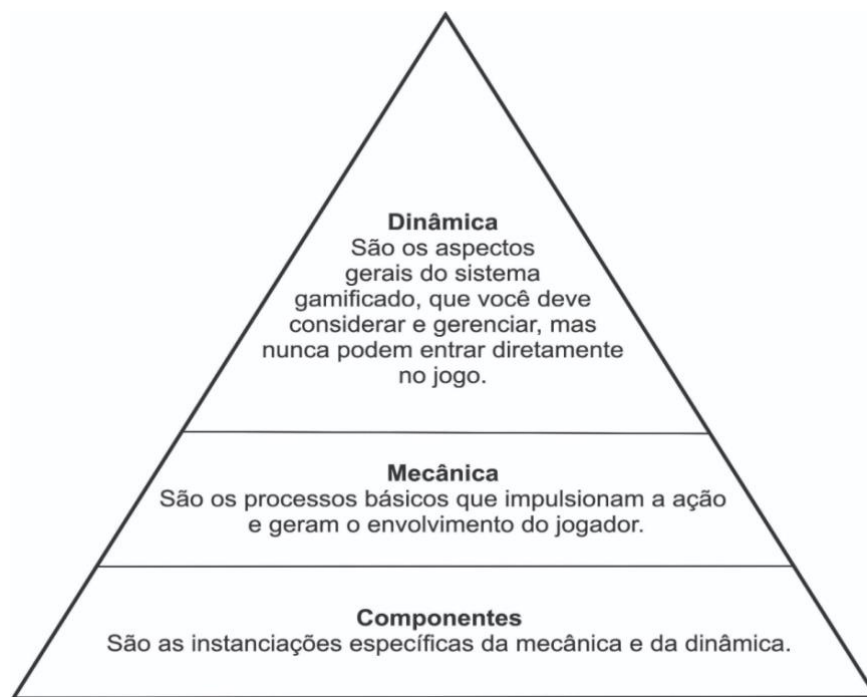 Dinâmica
São os aspectos
gerais do sistema
gamificado, que você deve
considerar e gerenciar, mas
nunca podem entrar diretamente
no jogo.
Mecânica
São os processos básicos que impulsionam a ação
e geram o envolvimento do jogador.
Componentes
São as instanciações específicas da mecânica e da dinâmica.